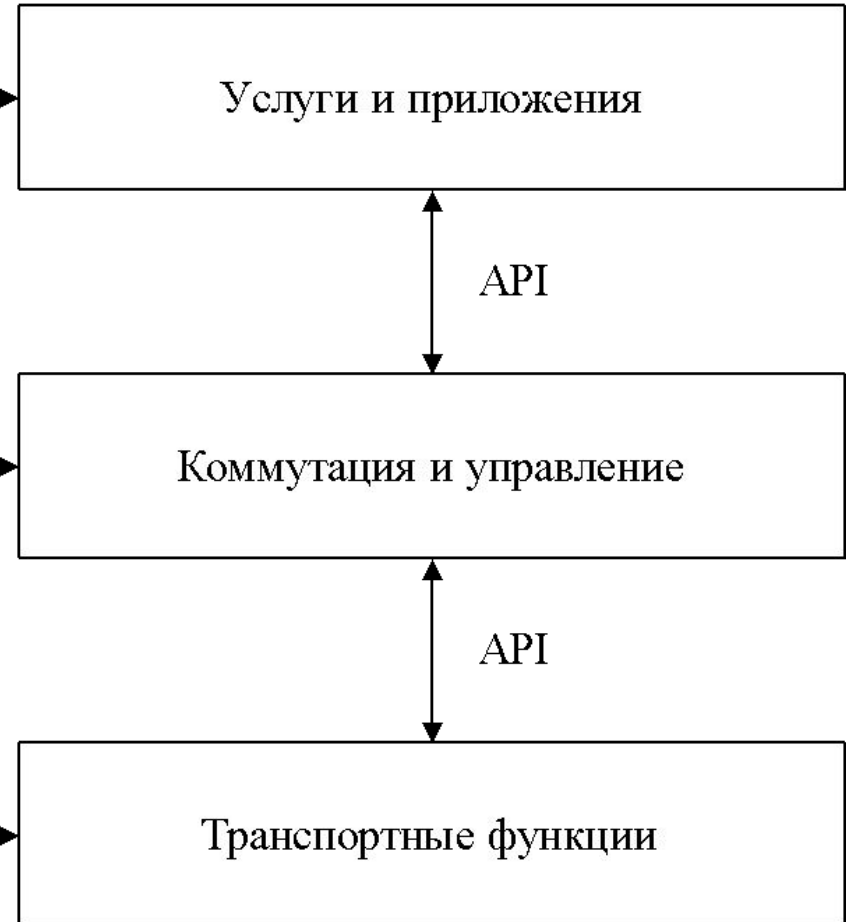 Услуги и приложения
API
Коммутация и управление
API
Транспортные функции